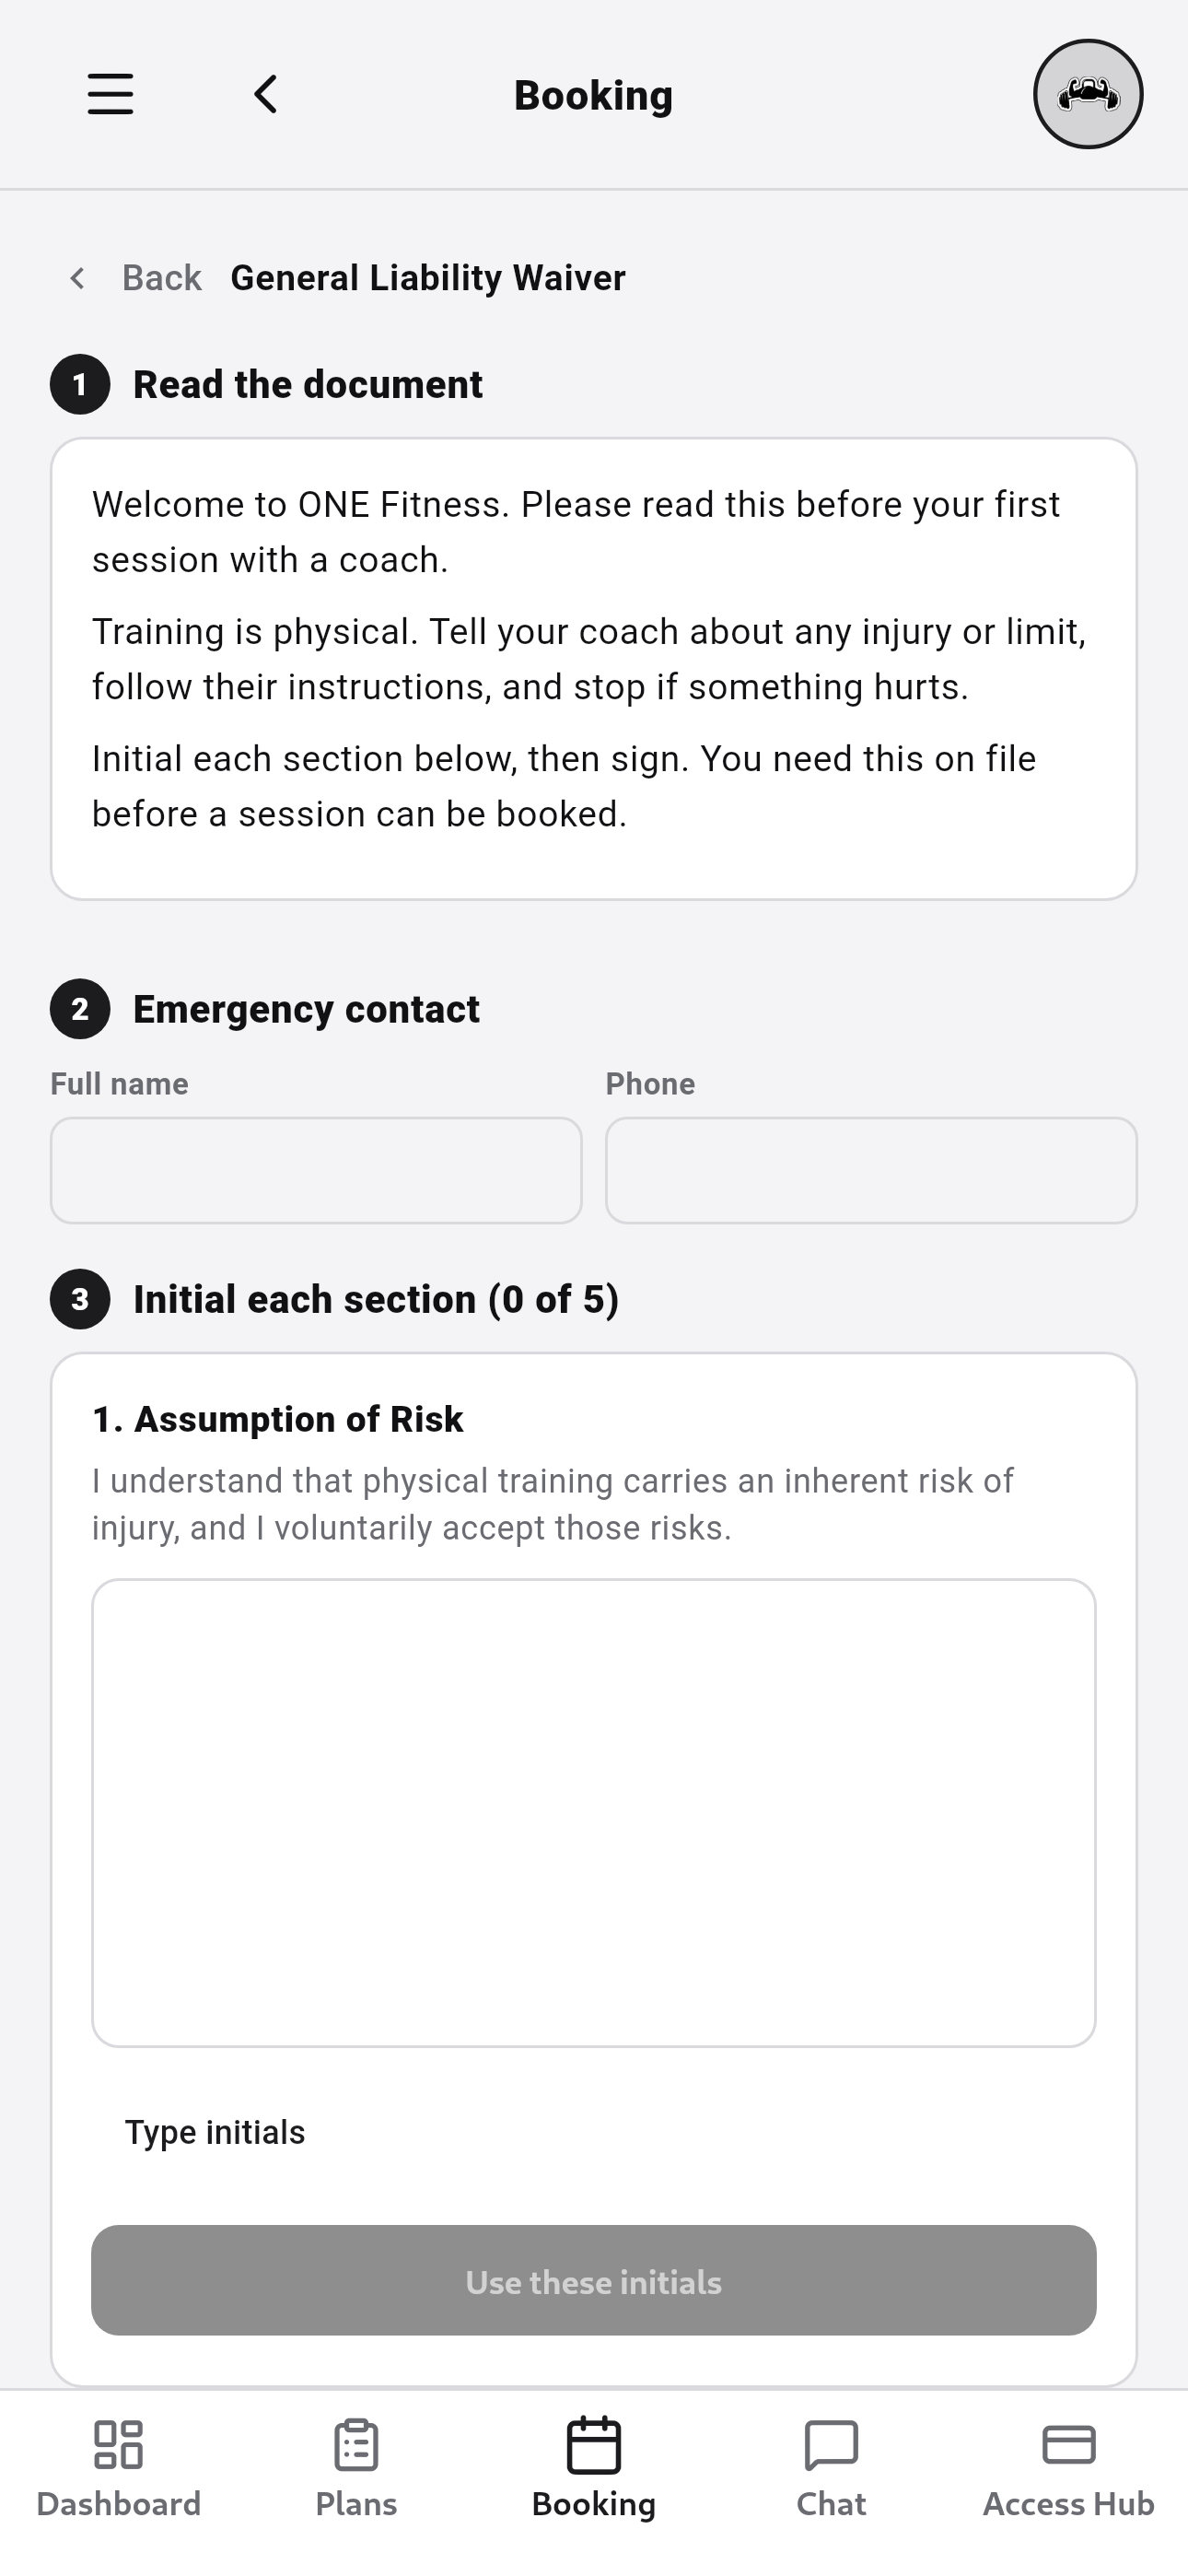 Booking
Back General Liability Waiver
1 Read the document
Welcome to ONE Fitness. Please read this before your first
session with a coach.
Training is physical. Tell your coach about any injury or limit,
follow their instructions, and stop if something hurts.
Initial each section below, then sign. You need this on file
before a session can be booked.
2 Emergency contact
Full name Phone
3 Initial each section (0 of 5)
1. Assumption of Risk
I understand that physical training carries an inherent risk of
injury, and I voluntarily accept those risks.
Type initials
Use these initials
Dashboard Plans Booking Chat Access Hub